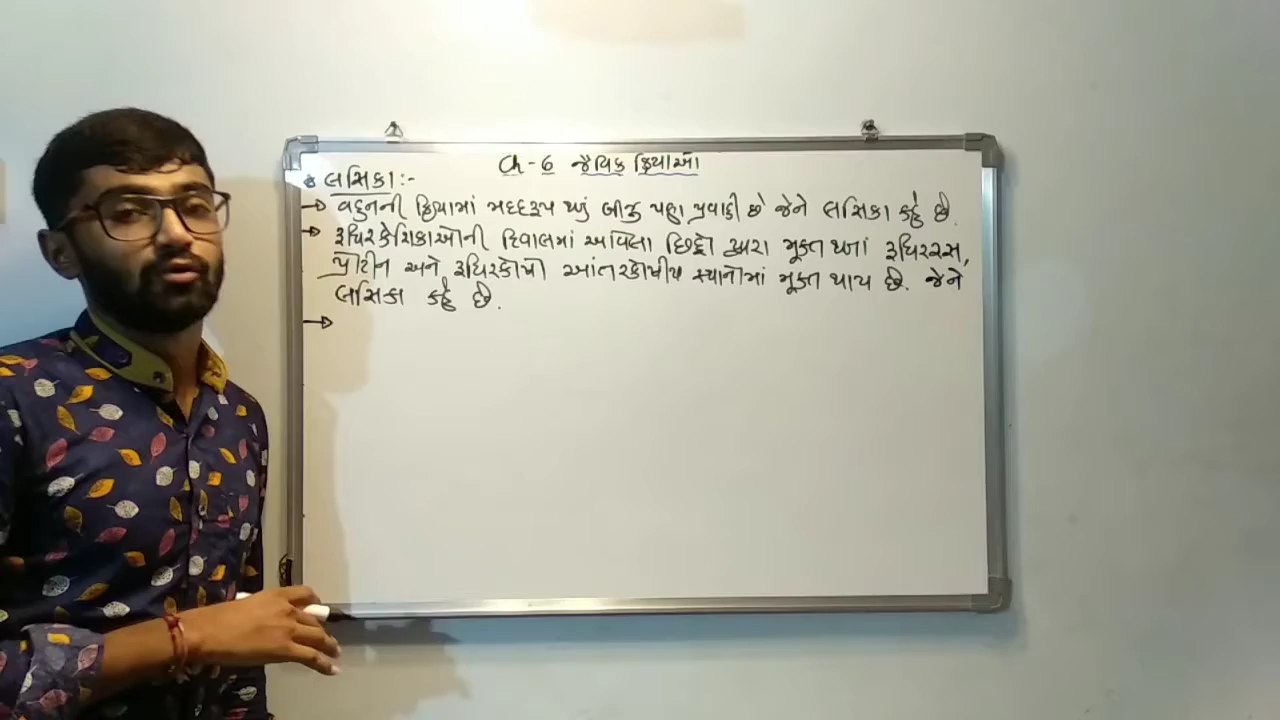 Ch - 6 જૈવિક ક્રિયાઓ
* લસિકા :-
→ વહનની ક્રિયામાં મદદરૂપ થતું બીજુ પણ પ્રવાહી છે જેને લસિકા કહે છે.
→ રૂધિરકેશિકાઓની દિવાલમાં આવેલા છિદ્રો દ્વારા મૂક્ત થતાં રૂધિરરસ,
પ્રોટીન અને રૂધિરકોષો આંતરકોષીય સ્થાનોમાં મૂક્ત થાય છે. જેને
લસિકા કહે છે.
→